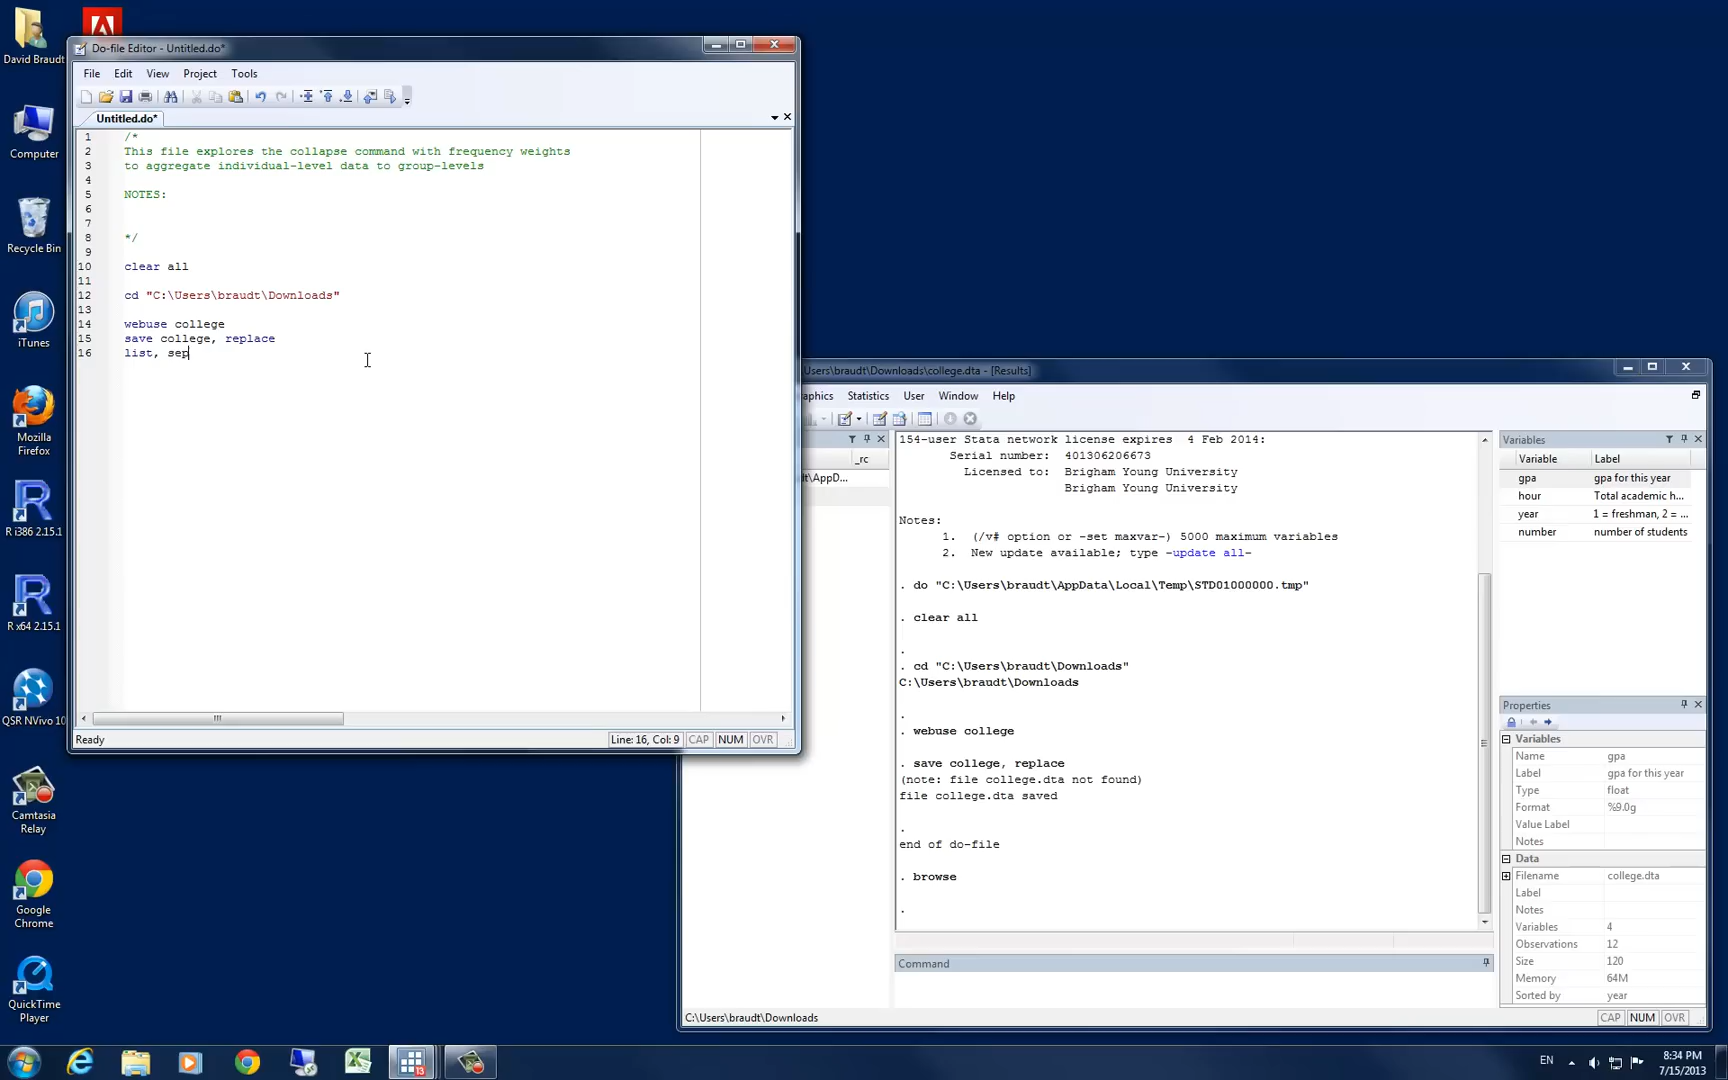 David Braudt
Computer
Recycle Bin
iTunes
Mozilla
Firefox
R i386 2.15.1
R x64 2.15.1
QSR NVivo 10
Camtasia
Relay
Google
Chrome
QuickTime
Player
Do-file Editor - Untitled.do*
File Edit View Project Tools
Untitled.do*
1 /*
2 This file explores the collapse command with frequency weights
3 to aggregate individual-level data to group-levels
4
5 NOTES:
6
7
8 */
9
10 clear all
11
12 cd "C:\Users\braudt\Downloads"
13
14 webuse college
15 save college, replace
16 list, sep
Ready Line: 16, Col: 9 CAP NUM OVR
Users\braudt\Downloads\college.dta - [Results]
aphics Statistics User Window Help
_rc
dt\AppD...
154-user Stata network license expires 4 Feb 2014:
Serial number: 401306206673
Licensed to: Brigham Young University
Brigham Young University
Notes:
1. (/v# option or -set maxvar-) 5000 maximum variables
2. New update available; type -update all-
. do "C:\Users\braudt\AppData\Local\Temp\STD01000000.tmp"
. clear all
.
. cd "C:\Users\braudt\Downloads"
C:\Users\braudt\Downloads
.
. webuse college
. save college, replace
(note: file college.dta not found)
file college.dta saved
.
end of do-file
. browse
.
Command
C:\Users\braudt\Downloads
Variables
Variable Label
gpa gpa for this year
hour Total academic h...
year 1 = freshman, 2 = ...
number number of students
Properties
Variables
Name gpa
Label gpa for this year
Type float
Format %9.0g
Value Label
Notes
Data
Filename college.dta
Label
Notes
Variables 4
Observations 12
Size 120
Memory 64M
Sorted by year
CAP NUM OVR
13
EN
8:34 PM
7/15/2013